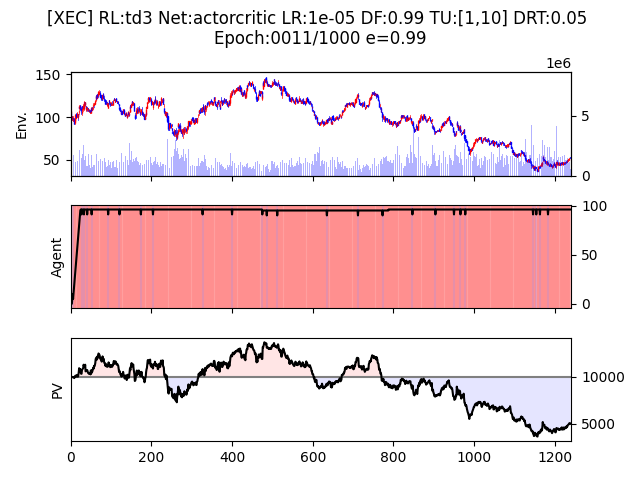 [XEC] RL:td3 Net:actorcritic LR:1e-05 DF:0.99 TU:[1,10] DRT:0.05
Epoch:0011/1000 e=0.99
1e6
150
100
50
Env.
5
0
Agent
100
50
0
PV
10000
5000
0
200
400
600
800
1000
1200